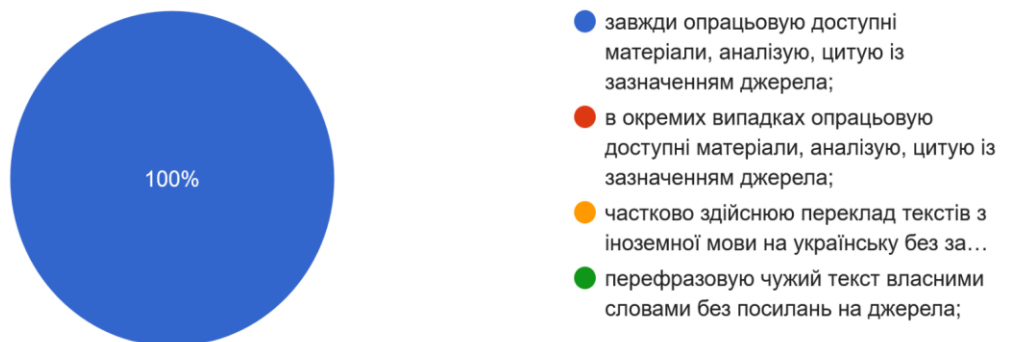 100%
завжди опрацьовую доступні
матеріали, аналізую, цитую із
зазначенням джерела;
в окремих випадках опрацьовую
доступні матеріали, аналізую, цитую із
зазначенням джерела;
частково здійснюю переклад текстів з
іноземної мови на українську без за…
перефразовую чужий текст власними
словами без посилань на джерела;